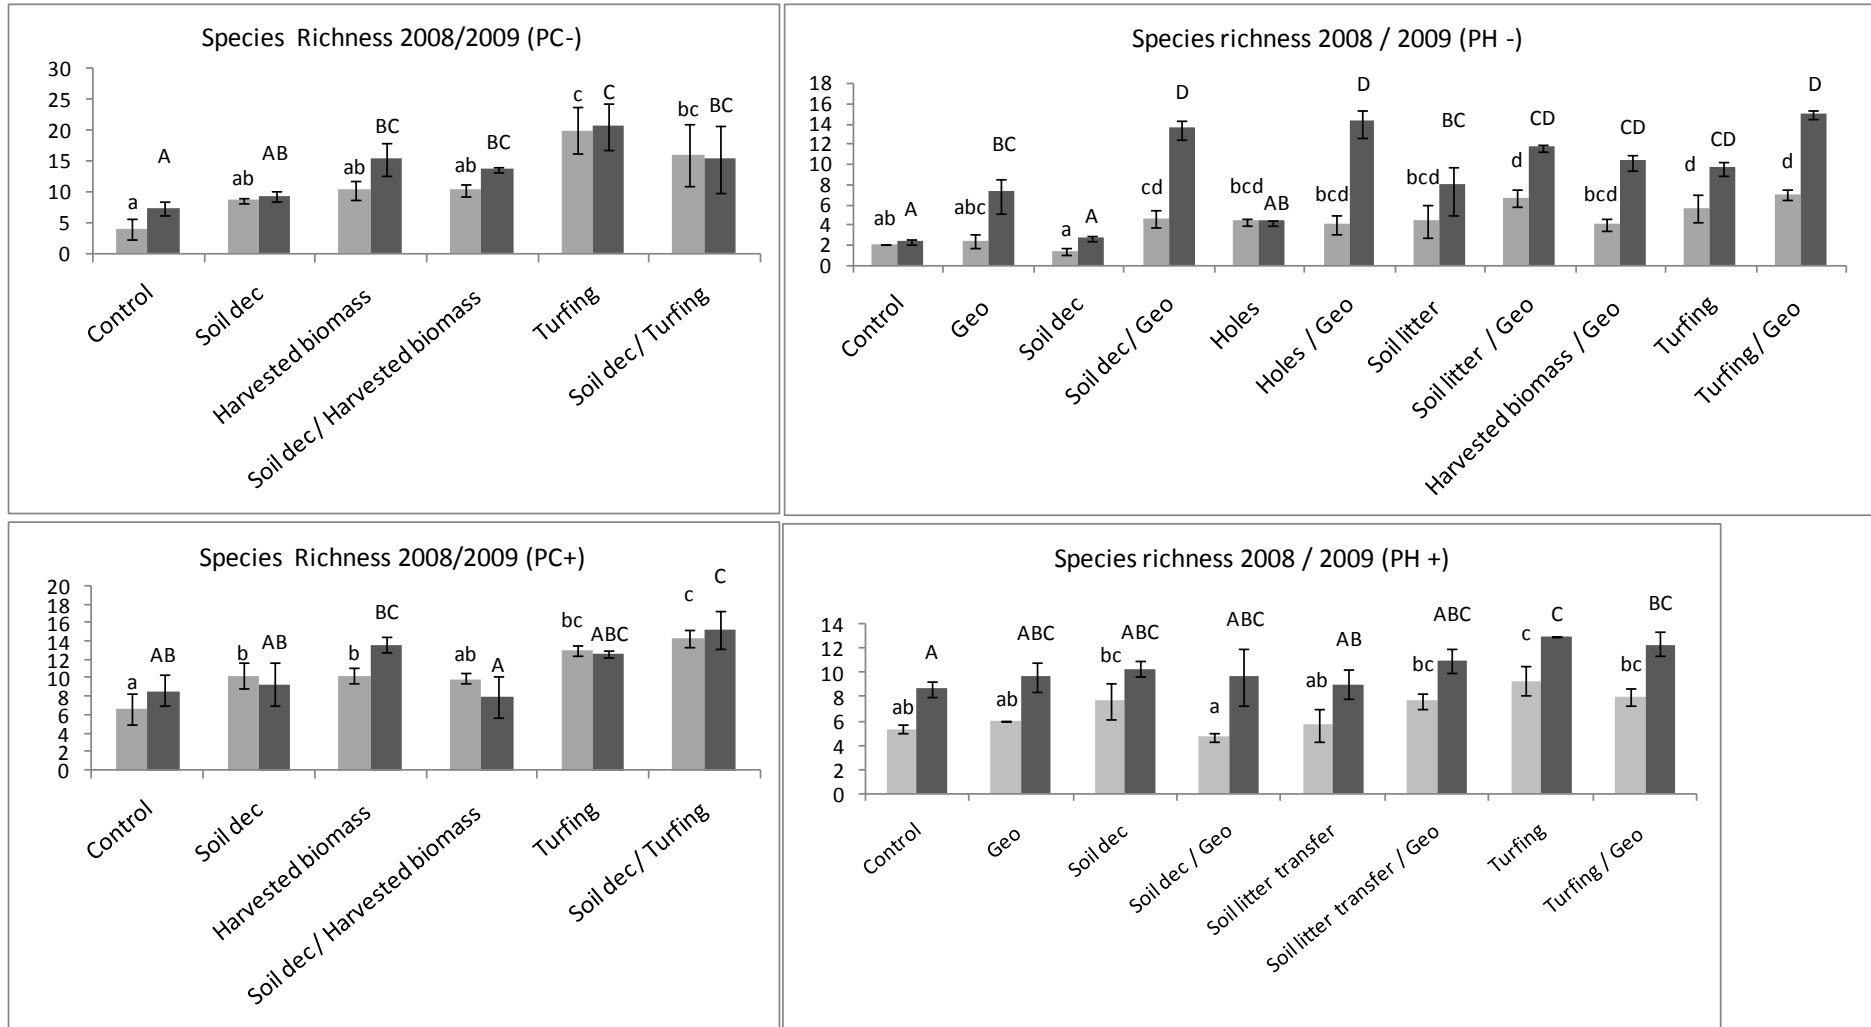 Species Richness 2008/2009 (PC-)
30
25
20
15
10
5
0
a A
ab AB
ab BC
ab BC
c C
bc BC
Control
Soil dec
Harvested biomass
Soil dec / Harvested biomass
Turfing
Soil dec / Turfing
Species richness 2008 / 2009 (PH -)
18
16
14
12
10
8
6
4
2
0
ab A
abc BC
a A
cd D
bcd AB
bcd D
bcd BC
d CD
bcd CD
d CD
d D
Control
Geo
Soil dec
Soil dec / Geo
Holes
Holes / Geo
Soil litter
Soil litter / Geo
Harvested biomass / Geo
Turfing
Turfing / Geo
Species Richness 2008/2009 (PC+)
20
18
16
14
12
10
8
6
4
2
0
a AB
b AB
b BC
ab A
bc ABC
c C
Control
Soil dec
Harvested biomass
Soil dec / Harvested biomass
Turfing
Soil dec / Turfing
Species richness 2008 / 2009 (PH +)
14
12
10
8
6
4
2
0
ab A
ab ABC
bc ABC
a ABC
ab AB
bc ABC
c C
bc BC
Control
Geo
Soil dec
Soil dec / Geo
Soil litter transfer
Soil litter transfer / Geo
Turfing
Turfing / Geo